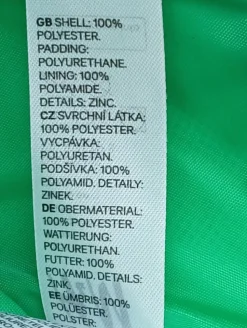 GB SHELL: 100%
POLYESTER.
PADDING:
POLYURETHANE.
LINING: 100%
POLYAMIDE.
DETAILS: ZINC.
CZ SVRCHNÍ LÁTKA:
100% POLYESTER.
VYCPÁVKA:
POLYURETAN.
PODŠÍVKA: 100%
POLYAMID. DETAILY:
ZINEK.
DE OBERMATERIAL:
100% POLYESTER.
WATTIERUNG:
POLYURETHAN.
FUTTER: 100%
POLYAMID. DETAILS:
ZINK.
EE ÜMBRIS: 100%
POLÜESTER.
POLSTER: